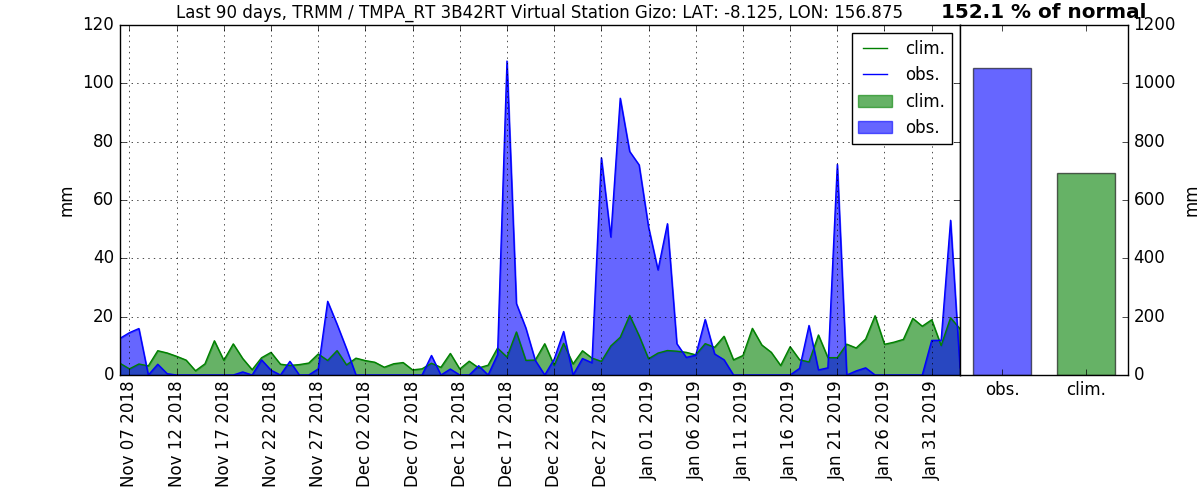 Last 90 days, TRMM / TMPA_RT 3B42RT Virtual Station Gizo: LAT: -8.125, LON: 156.875
152.1 % of normal
120
100
80
60
40
20
0
mm
clim.
obs.
clim.
obs.
1200
1000
800
600
400
200
0
mm
Nov 07 2018
Nov 12 2018
Nov 17 2018
Nov 22 2018
Nov 27 2018
Dec 02 2018
Dec 07 2018
Dec 12 2018
Dec 17 2018
Dec 22 2018
Dec 27 2018
Jan 01 2019
Jan 06 2019
Jan 11 2019
Jan 16 2019
Jan 21 2019
Jan 26 2019
Jan 31 2019
obs.
clim.